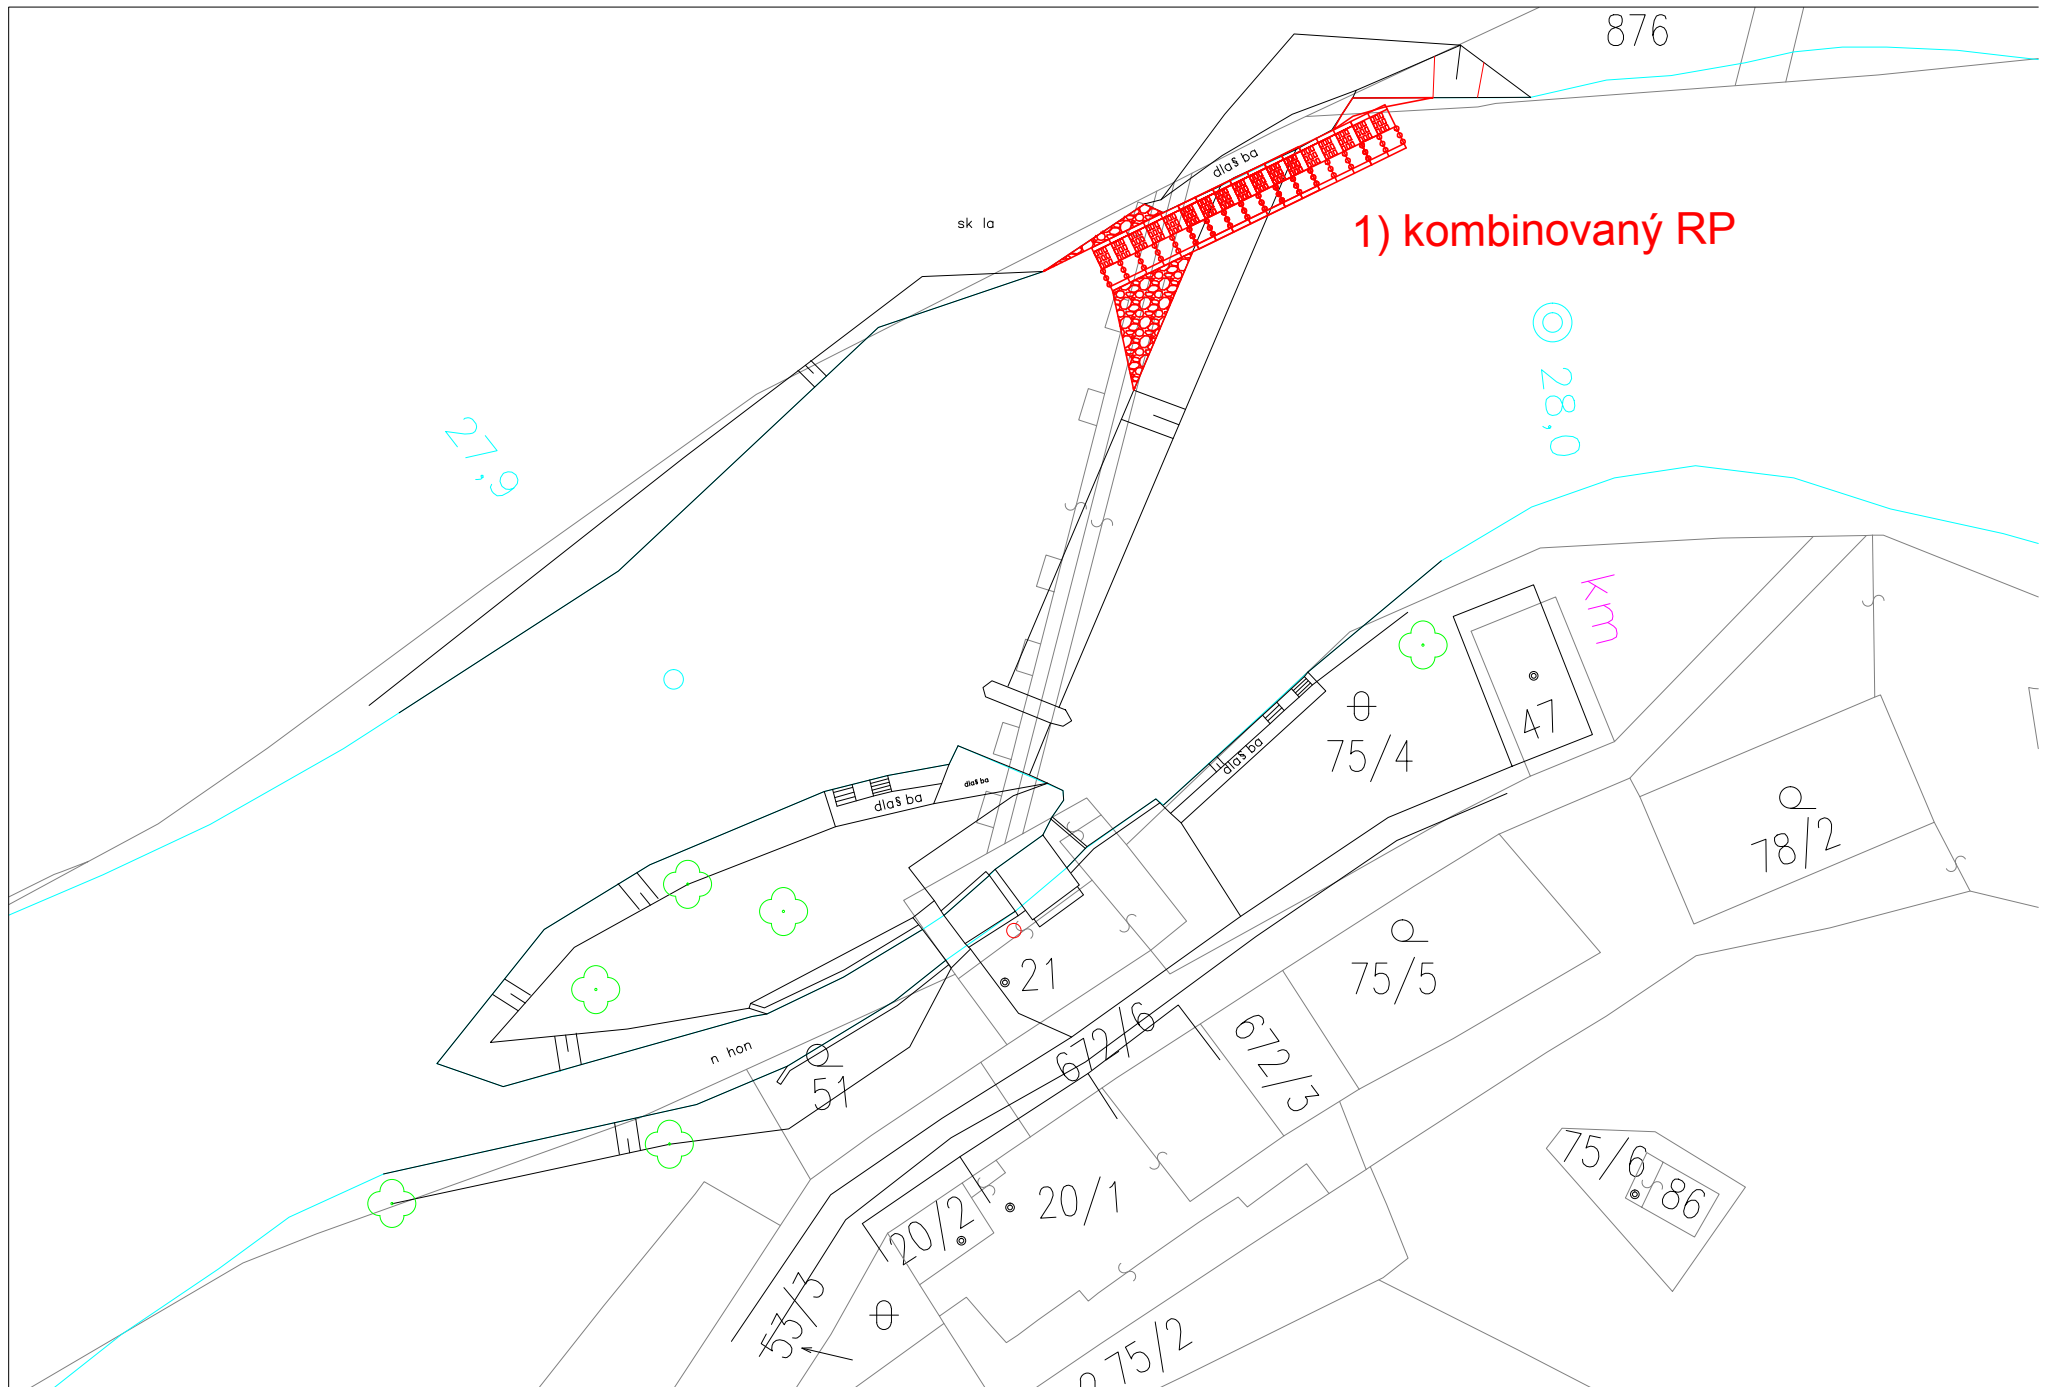 876
dlaš ba
sk la
1) kombinovaný RP
28,0
27,9
km
47
75/4
dlaš ba
dlaš ba
dlaš ba
78/2
75/5
21
672/6
672/3
n hon
51
75/6
86
20/1
20/2
53/3
75/2